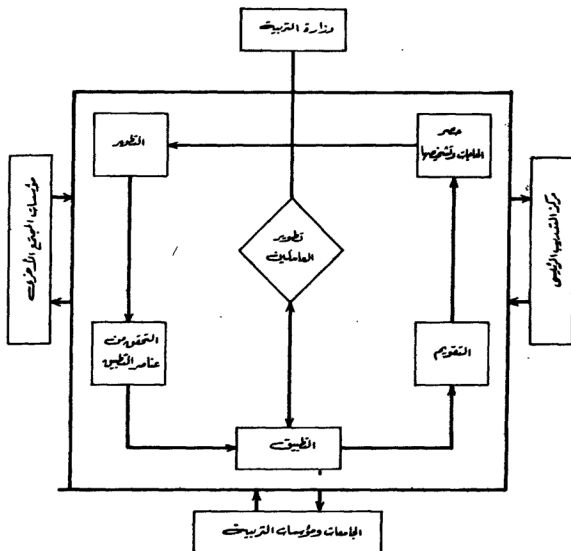 وزارة التربية
حصر
الحاجات وتشخيصها
التطوير
مؤسسات المجتمع الأخرى
مركز التدريب الرئيسي
تطوير
العاملين
التحقق من
عناصر التطبيق
التقويم
التطبيق
الجامعات ومؤسسات التربية